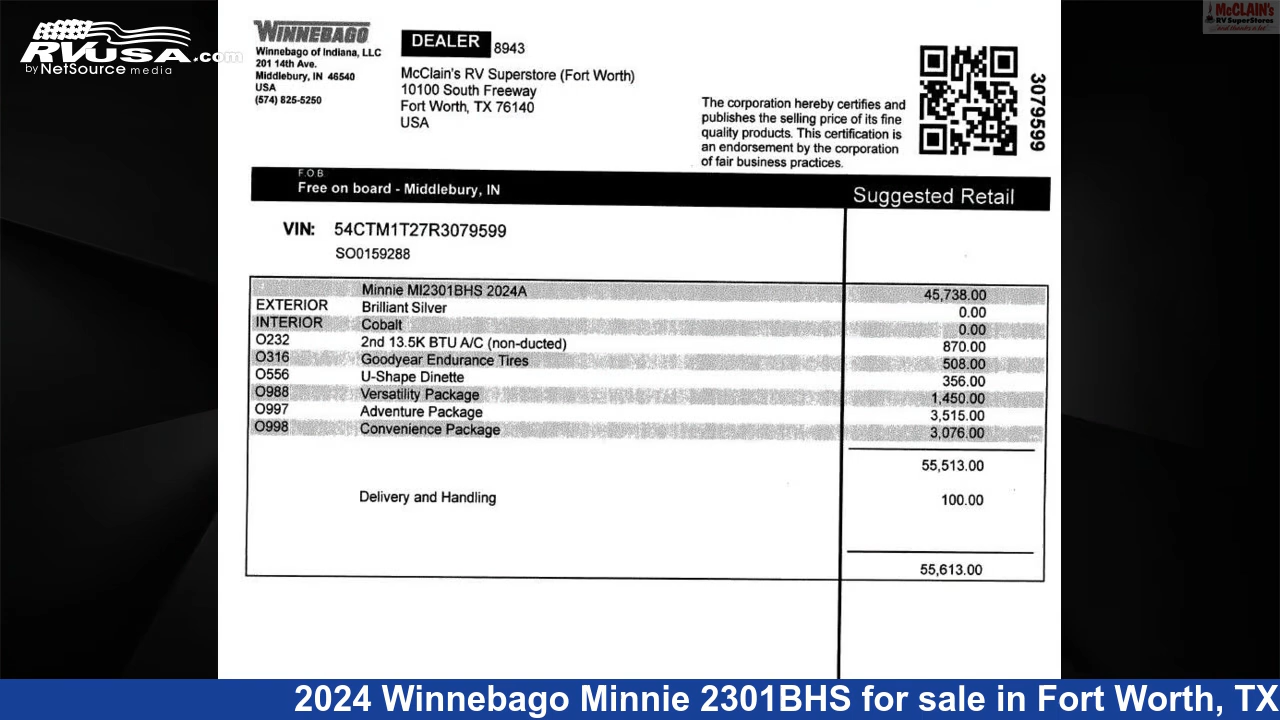 RVUSA.com
by NetSource media
McCLAIN's
RV SuperStores
WINNEBAGO
Winnebago of Indiana, LLC
201 14th Ave.
Middlebury, IN 46540
USA
(574) 825-5250
DEALER 8943
McClain's RV Superstore (Fort Worth)
10100 South Freeway
Fort Worth, TX 76140
USA
The corporation hereby certifies and
publishes the selling price of its fine
quality products. This certification is
an endorsement by the corporation
of fair business practices.
3079599
F.O.B
Free on board - Middlebury, IN
Suggested Retail
VIN: 54CTM1T27R3079599
SO0159288
Minnie MI2301BHS 2024A 45,738.00
EXTERIOR Brilliant Silver 0.00
INTERIOR Cobalt 0.00
O232 2nd 13.5K BTU A/C (non-ducted) 870.00
O316 Goodyear Endurance Tires 508.00
O556 U-Shape Dinette 356.00
O988 Versatility Package 1,450.00
O997 Adventure Package 3,515.00
O998 Convenience Package 3,076.00
55,513.00
Delivery and Handling 100.00
55,613.00
2024 Winnebago Minnie 2301BHS for sale in Fort Worth, TX